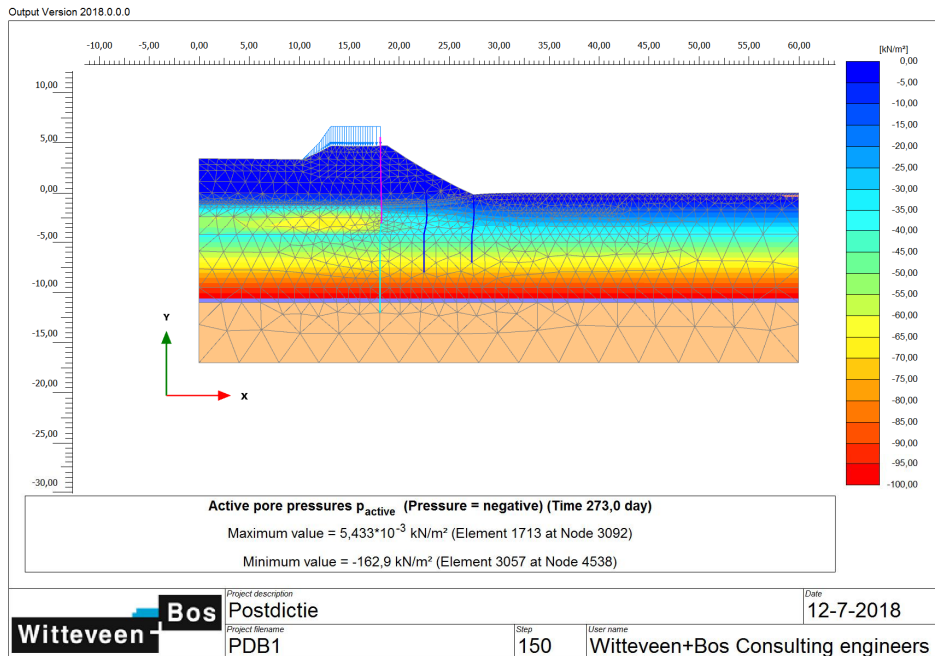 Output Version 2018.0.0.0
-10,00 -5,00 0,00 5,00 10,00 15,00 20,00 25,00 30,00 35,00 40,00 45,00 50,00 55,00 60,00
[kN/m²]
10,00
5,00
0,00
-5,00
-10,00
-15,00
-20,00
-25,00
-30,00
Y
X
0,00
-5,00
-10,00
-15,00
-20,00
-25,00
-30,00
-35,00
-40,00
-45,00
-50,00
-55,00
-60,00
-65,00
-70,00
-75,00
-80,00
-85,00
-90,00
-95,00
-100,00
Active pore pressures p_active (Pressure = negative) (Time 273,0 day)
Maximum value = 5,433*10^-3 kN/m² (Element 1713 at Node 3092)
Minimum value = -162,9 kN/m² (Element 3057 at Node 4538)
Witteveen+Bos
Project description
Postdictie
Date
12-7-2018
Project filename
PDB1
Step
150
User name
Witteveen+Bos Consulting engineers